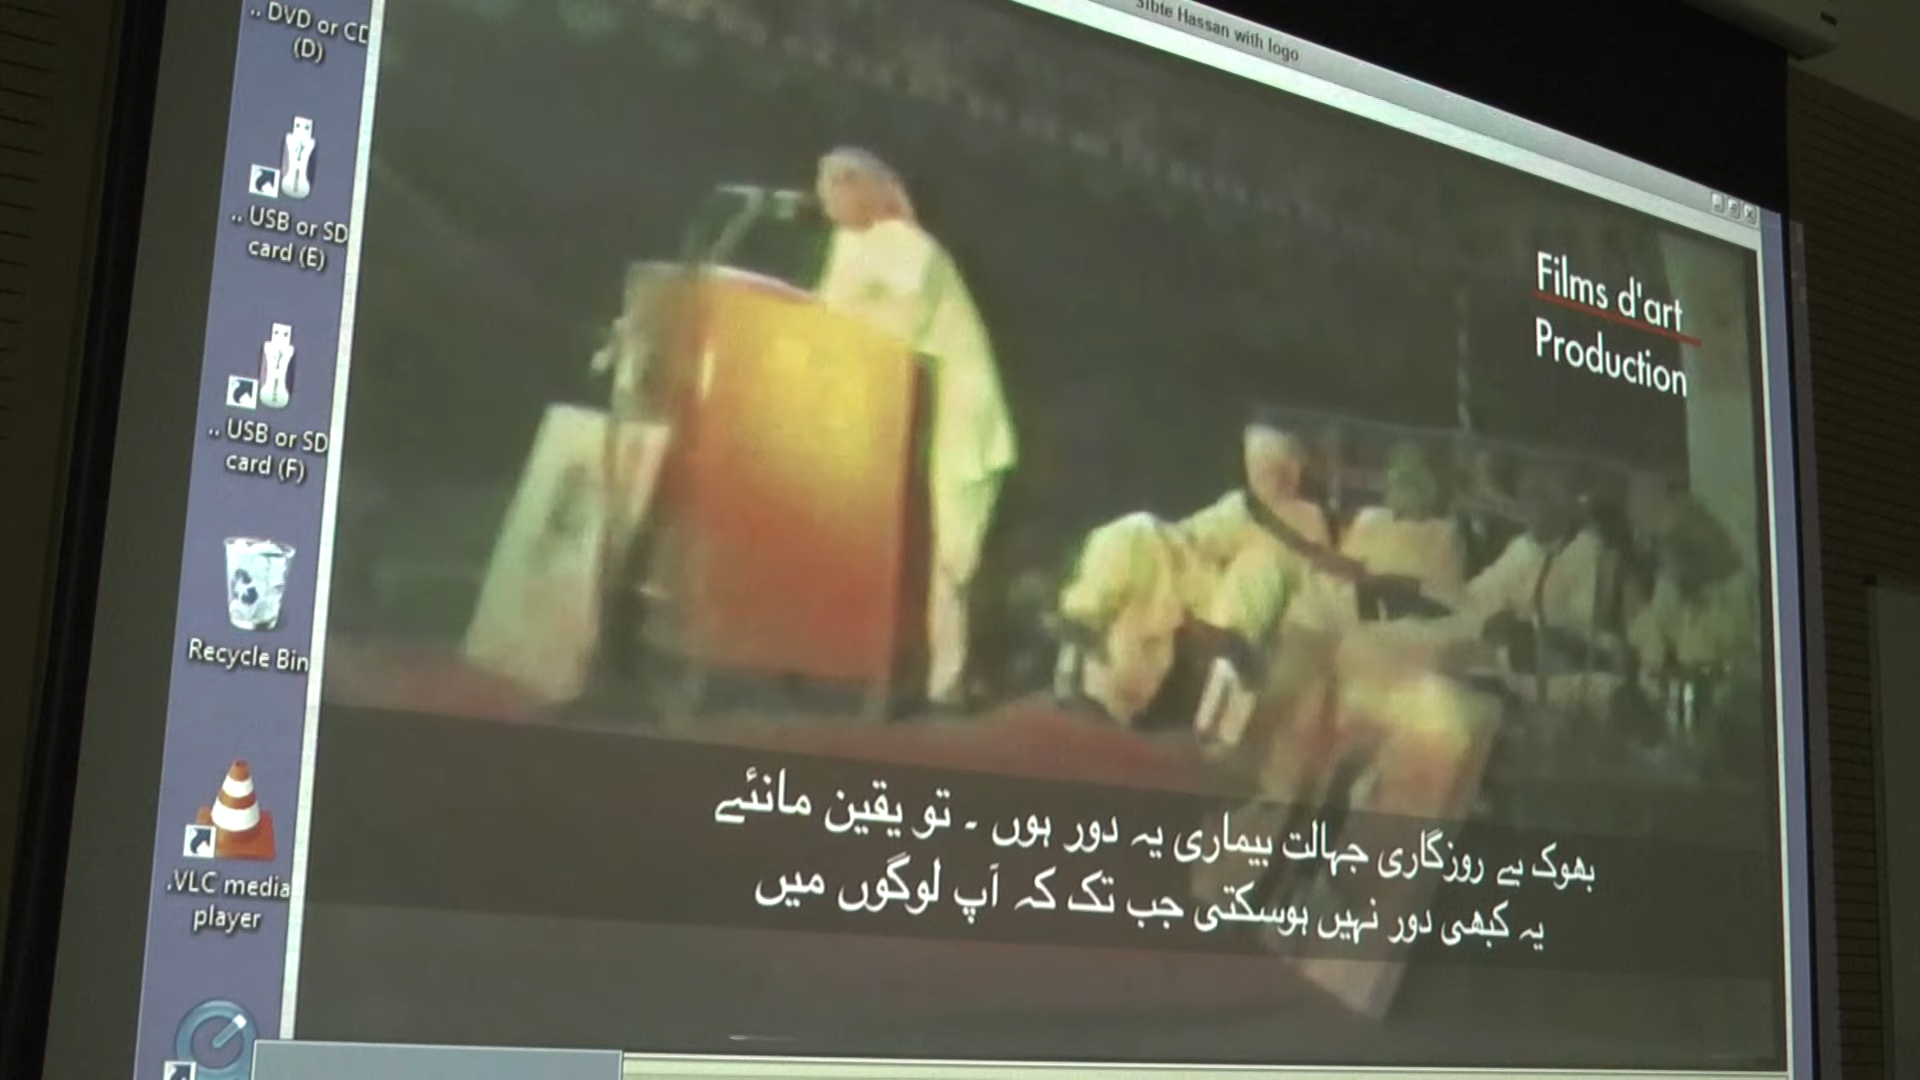 Sibte Hassan with logo
.. DVD or CD
(D)
.. USB or SD
card (E)
.. USB or SD
card (F)
Recycle Bin
.VLC media
player
Films d'art
Production
بھوک بے روزگاری جہالت بیماری یہ دور ہوں ۔ تو یقین مانئے
یہ کبھی دور نہیں ہوسکتی جب تک کہ آپ لوگوں میں